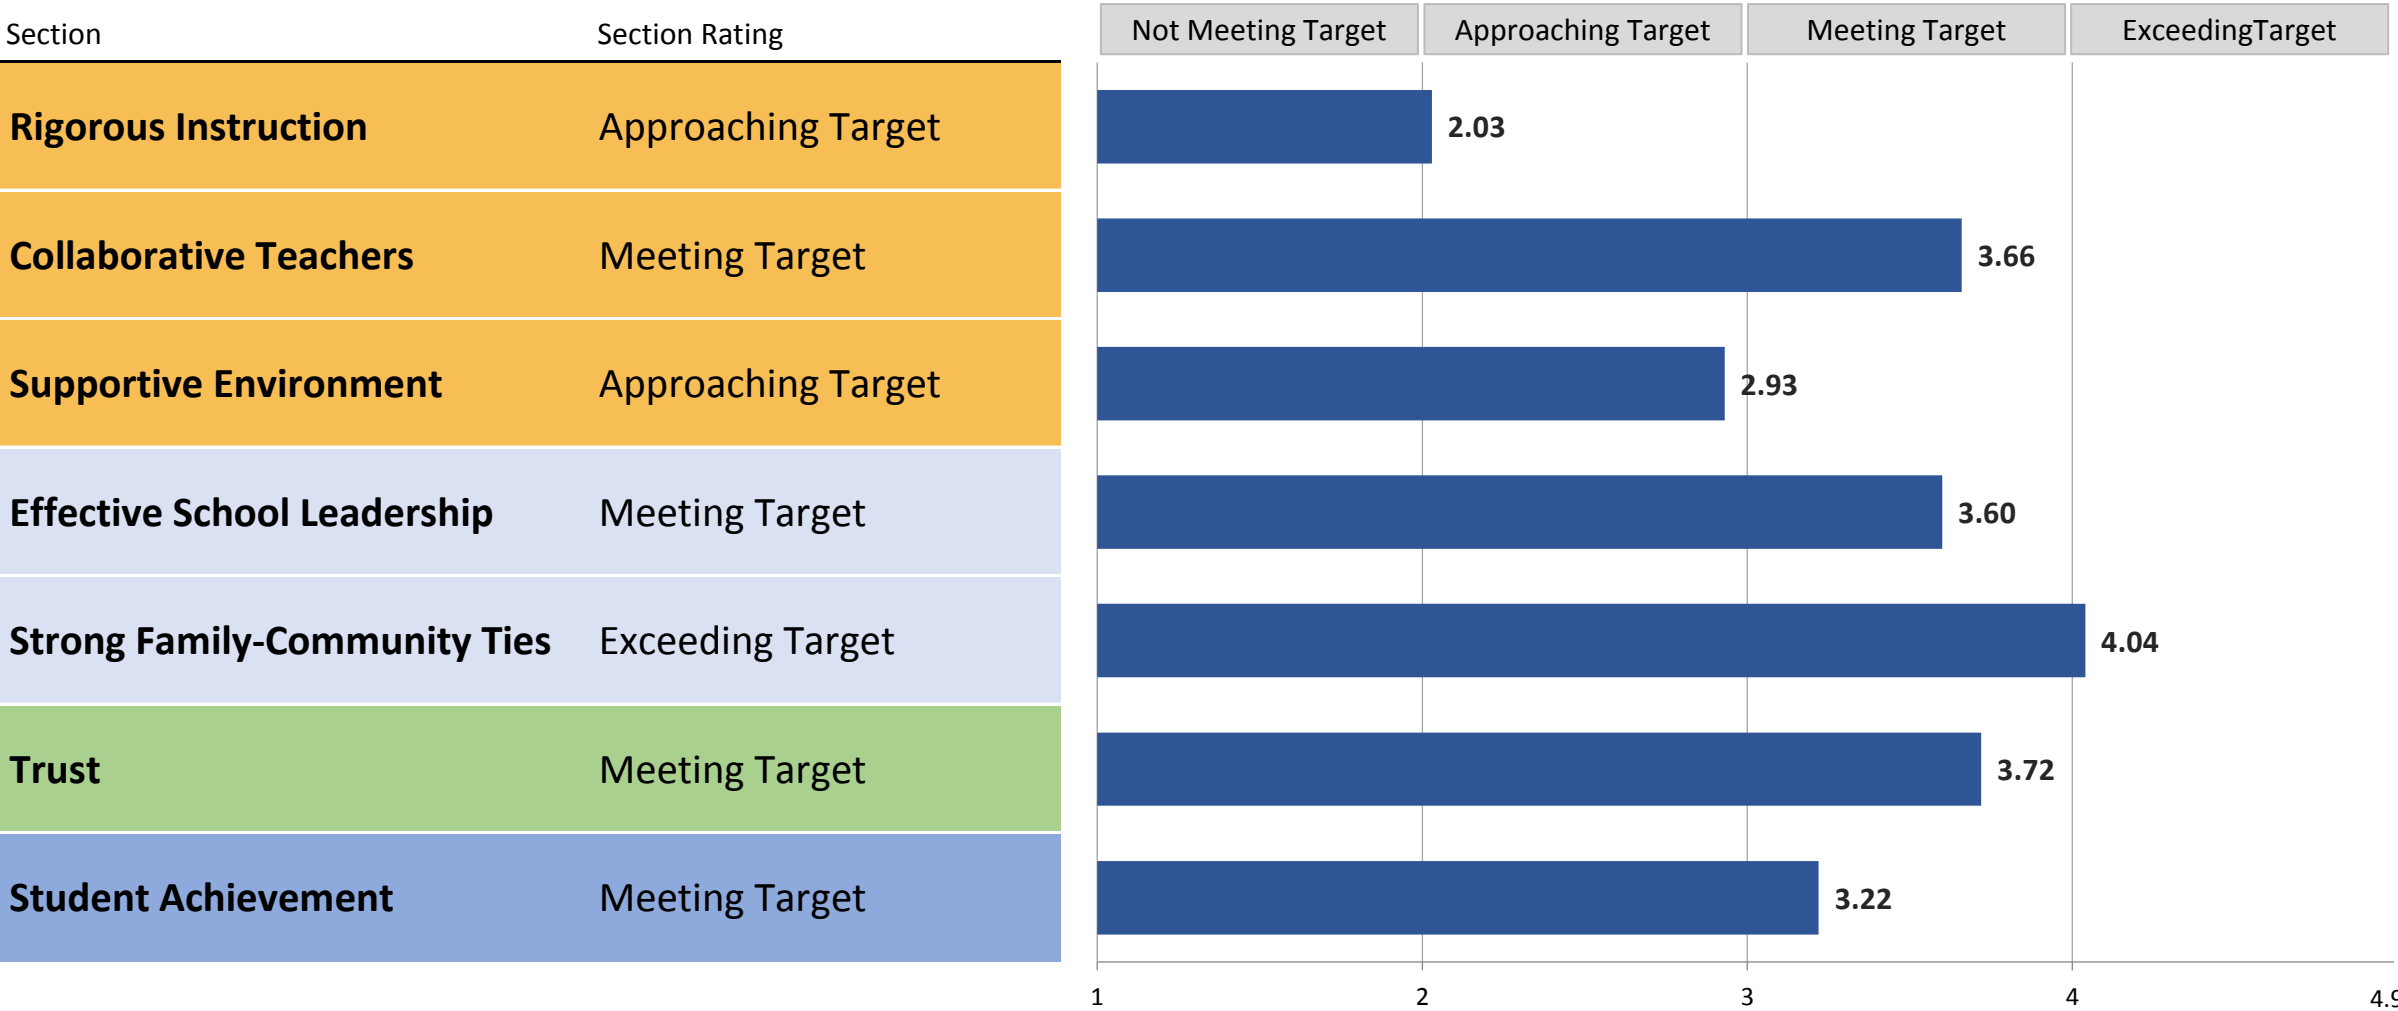 Section Section Rating Not Meeting Target Approaching Target Meeting Target ExceedingTarget
Rigorous Instruction Approaching Target 2.03
Collaborative Teachers Meeting Target 3.66
Supportive Environment Approaching Target 2.93
Effective School Leadership Meeting Target 3.60
Strong Family-Community Ties Exceeding Target 4.04
Trust Meeting Target 3.72
Student Achievement Meeting Target 3.22
1 2 3 4 4.9